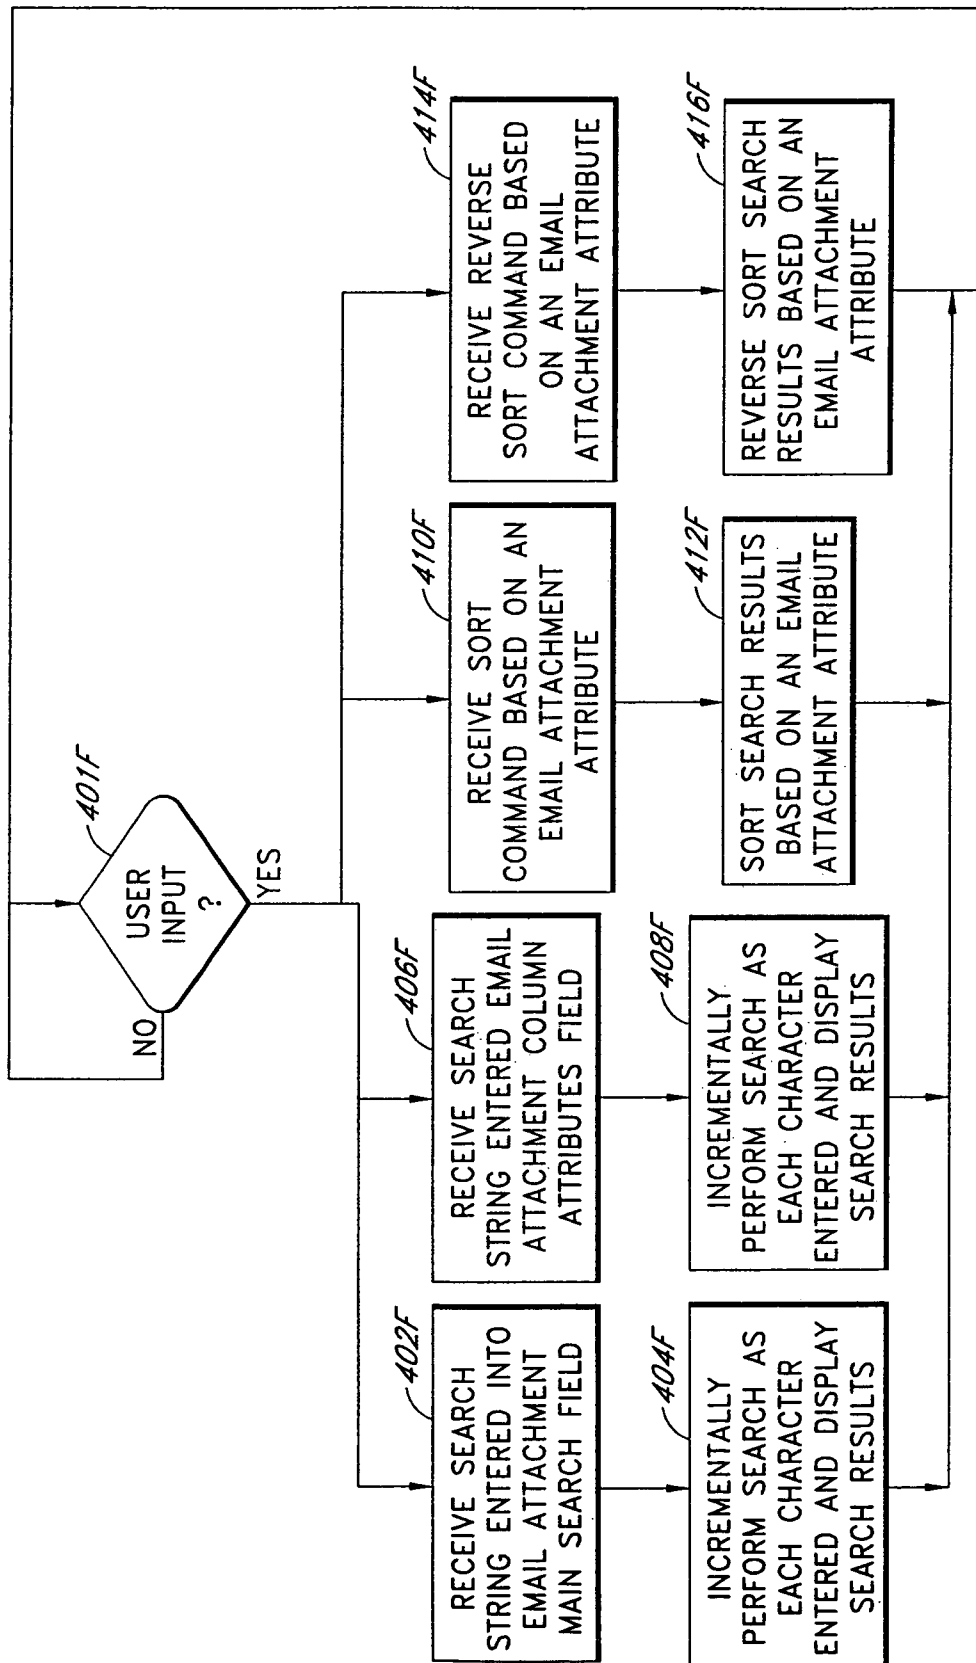 401F
USER
INPUT
?
NO
YES
402F
RECEIVE SEARCH
STRING ENTERED INTO
EMAIL ATTACHMENT
MAIN SEARCH FIELD
406F
RECEIVE SEARCH
STRING ENTERED EMAIL
ATTACHMENT COLUMN
ATTRIBUTES FIELD
410F
RECEIVE SORT
COMMAND BASED ON AN
EMAIL ATTACHMENT
ATTRIBUTE
414F
RECEIVE REVERSE
SORT COMMAND BASED
ON AN EMAIL
ATTACHMENT ATTRIBUTE
404F
INCREMENTALLY
PERFORM SEARCH AS
EACH CHARACTER
ENTERED AND DISPLAY
SEARCH RESULTS
408F
INCREMENTALLY
PERFORM SEARCH AS
EACH CHARACTER
ENTERED AND DISPLAY
SEARCH RESULTS
412F
SORT SEARCH RESULTS
BASED ON AN EMAIL
ATTACHMENT ATTRIBUTE
416F
REVERSE SORT SEARCH
RESULTS BASED ON AN
EMAIL ATTACHMENT
ATTRIBUTE